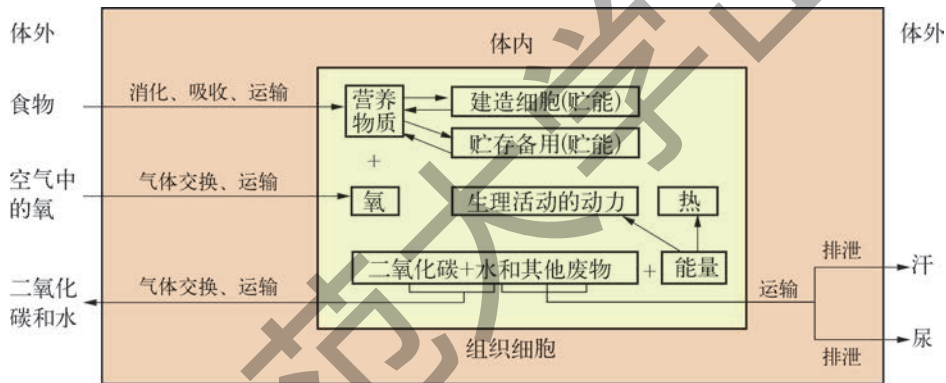 体外
体内
体外
食物
消化、吸收、运输
营养
物质
建造细胞(贮能)
贮存备用(贮能)
+
空气中
的氧
气体交换、运输
氧
生理活动的动力
热
二氧化碳+水和其他废物
+
能量
二氧化
碳和水
气体交换、运输
运输
排泄
汗
排泄
尿
组织细胞
范大学